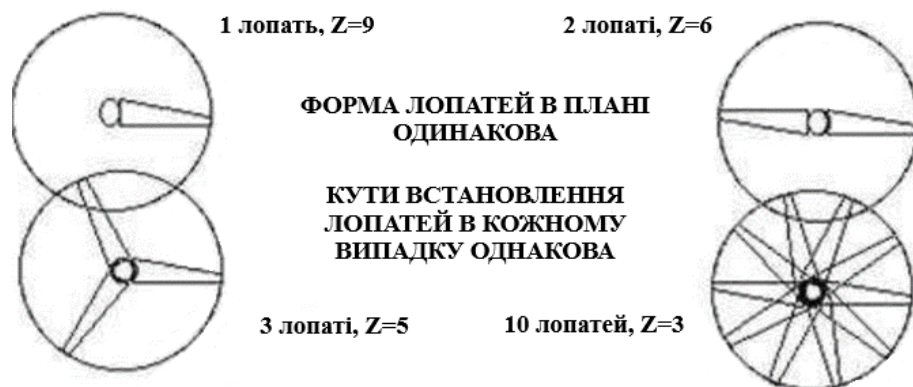 1 лопать, Z=9
2 лопаті, Z=6
ФОРМА ЛОПАТЕЙ В ПЛАНІ
ОДИНАКОВА
КУТИ ВСТАНОВЛЕННЯ
ЛОПАТЕЙ В КОЖНОМУ
ВИПАДКУ ОДНАКОВА
3 лопаті, Z=5
10 лопатей, Z=3